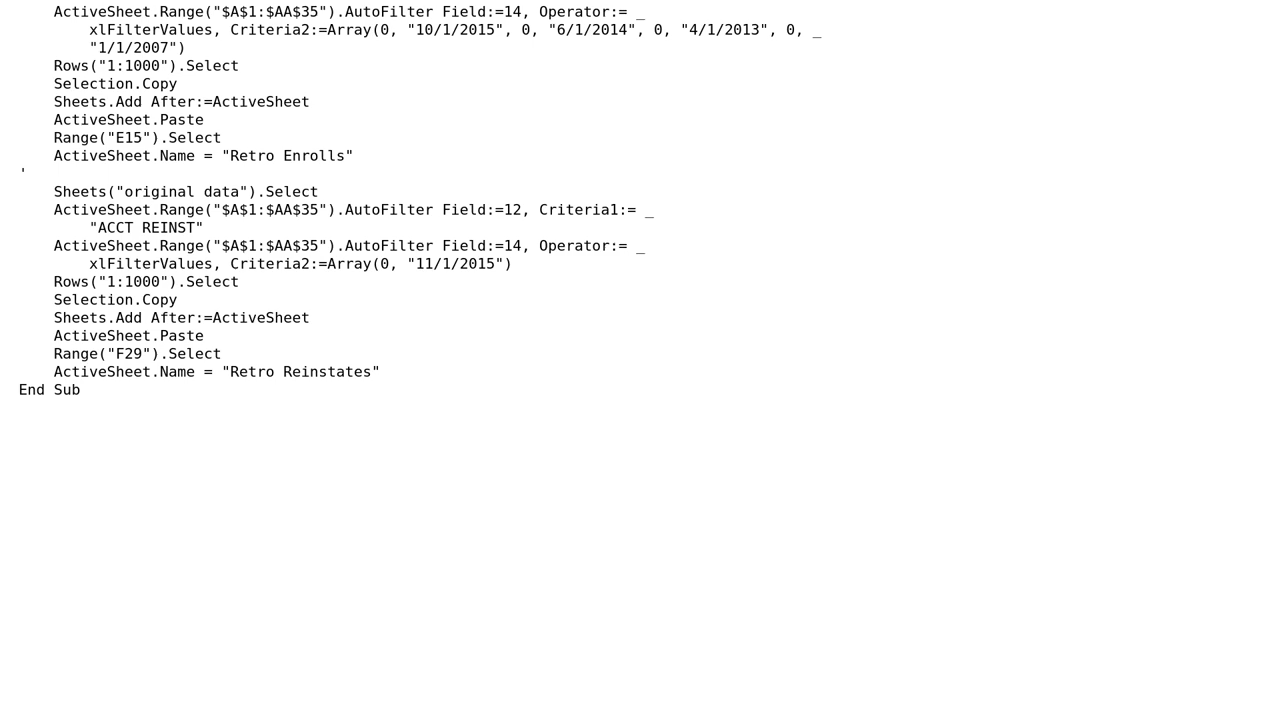 ActiveSheet.Range("$A$1:$AA$35").AutoFilter Field:=14, Operator:= _
xlFilterValues, Criteria2:=Array(0, "10/1/2015", 0, "6/1/2014", 0, "4/1/2013", 0, _
"1/1/2007")
Rows("1:1000").Select
Selection.Copy
Sheets.Add After:=ActiveSheet
ActiveSheet.Paste
Range("E15").Select
ActiveSheet.Name = "Retro Enrolls"
'
Sheets("original data").Select
ActiveSheet.Range("$A$1:$AA$35").AutoFilter Field:=12, Criteria1:= _
"ACCT REINST"
ActiveSheet.Range("$A$1:$AA$35").AutoFilter Field:=14, Operator:= _
xlFilterValues, Criteria2:=Array(0, "11/1/2015")
Rows("1:1000").Select
Selection.Copy
Sheets.Add After:=ActiveSheet
ActiveSheet.Paste
Range("F29").Select
ActiveSheet.Name = "Retro Reinstates"
End Sub